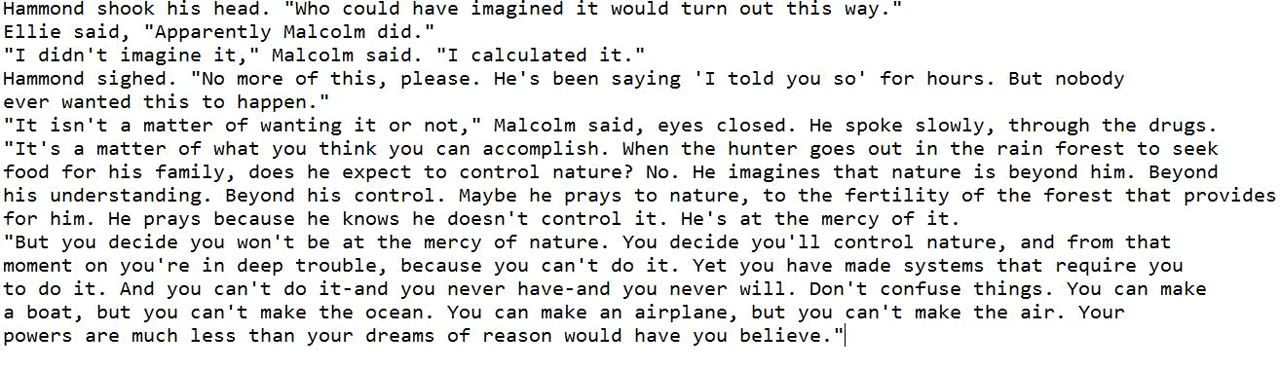 Hammond shook his head. "Who could have imagined it would turn out this way."
Ellie said, "Apparently Malcolm did."
"I didn't imagine it," Malcolm said. "I calculated it."
Hammond sighed. "No more of this, please. He's been saying 'I told you so' for hours. But nobody
ever wanted this to happen."
"It isn't a matter of wanting it or not," Malcolm said, eyes closed. He spoke slowly, through the drugs.
"It's a matter of what you think you can accomplish. When the hunter goes out in the rain forest to seek
food for his family, does he expect to control nature? No. He imagines that nature is beyond him. Beyond
his understanding. Beyond his control. Maybe he prays to nature, to the fertility of the forest that provides
for him. He prays because he knows he doesn't control it. He's at the mercy of it.
"But you decide you won't be at the mercy of nature. You decide you'll control nature, and from that
moment on you're in deep trouble, because you can't do it. Yet you have made systems that require you
to do it. And you can't do it-and you never have-and you never will. Don't confuse things. You can make
a boat, but you can't make the ocean. You can make an airplane, but you can't make the air. Your
powers are much less than your dreams of reason would have you believe."